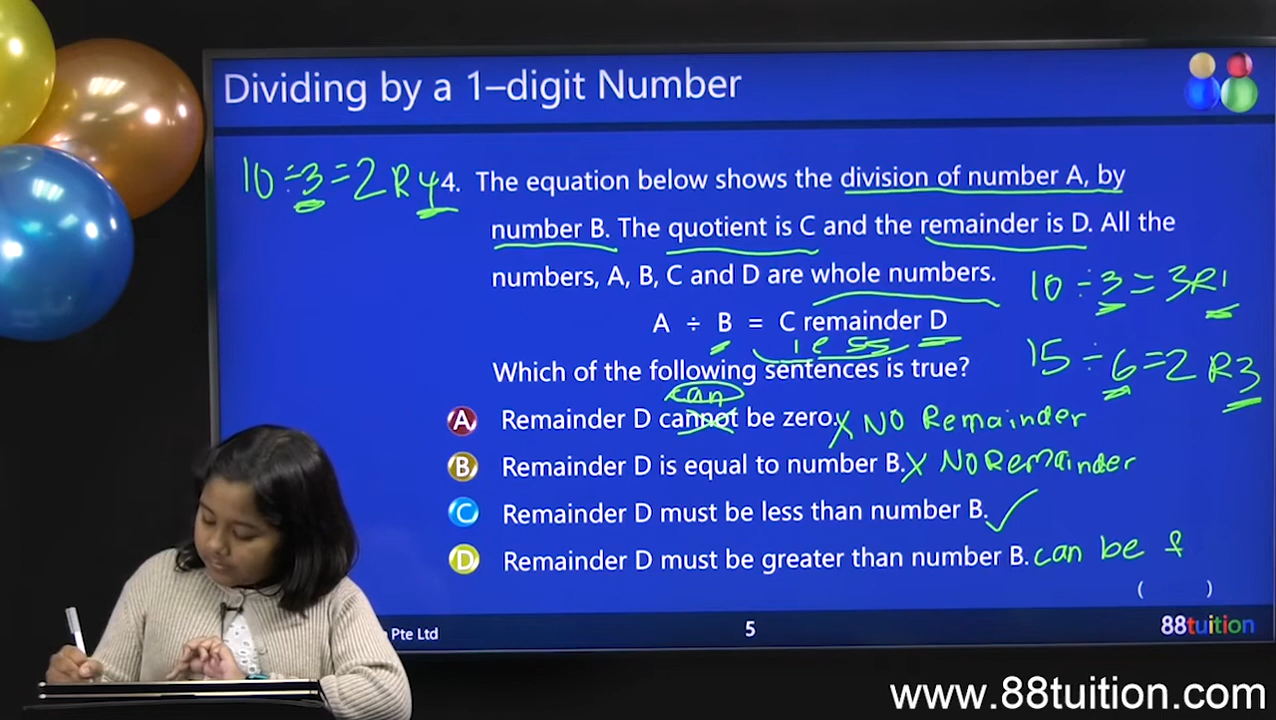 Dividing by a 1–digit Number
10 ÷ 3 = 2 R 4
4. The equation below shows the division of number A, by
number B. The quotient is C and the remainder is D. All the
numbers, A, B, C and D are whole numbers.
10 ÷ 3 = 3 R 1
A ÷ B = C remainder D
less
15 ÷ 6 = 2 R 3
Which of the following sentences is true?
can
A Remainder D cannot be zero. X NO Remainder
B Remainder D is equal to number B. X NO Remainder
C Remainder D must be less than number B. ✓
D Remainder D must be greater than number B. can be f
( )
Pte Ltd
5
88tuition
www.88tuition.com